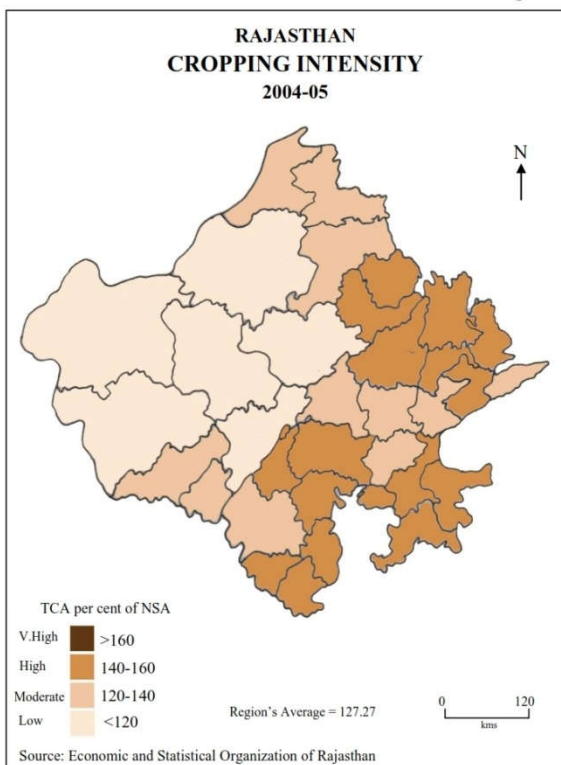 RAJASTHAN
CROPPING INTENSITY
2004-05
N
TCA per cent of NSA
V.High >160
High 140-160
Moderate 120-140
Low <120
Region's Average = 127.27
0 120
kms
Source: Economic and Statistical Organization of Rajasthan